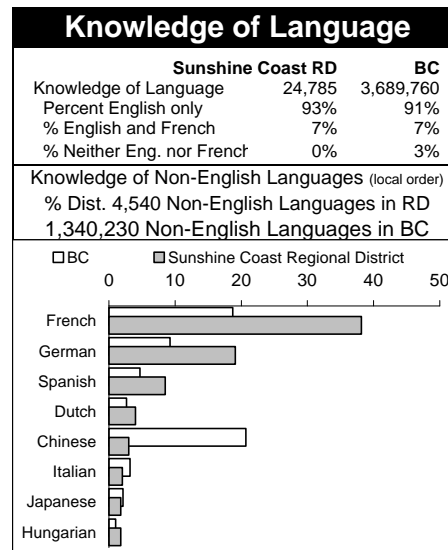 Knowledge of Language
Sunshine Coast RD BC
Knowledge of Language 24,785 3,689,760
Percent English only 93% 91%
% English and French 7% 7%
% Neither Eng. nor French 0% 3%
Knowledge of Non-English Languages (local order)
% Dist. 4,540 Non-English Languages in RD
1,340,230 Non-English Languages in BC
BC Sunshine Coast Regional District
0 10 20 30 40 50
French
German
Spanish
Dutch
Chinese
Italian
Japanese
Hungarian